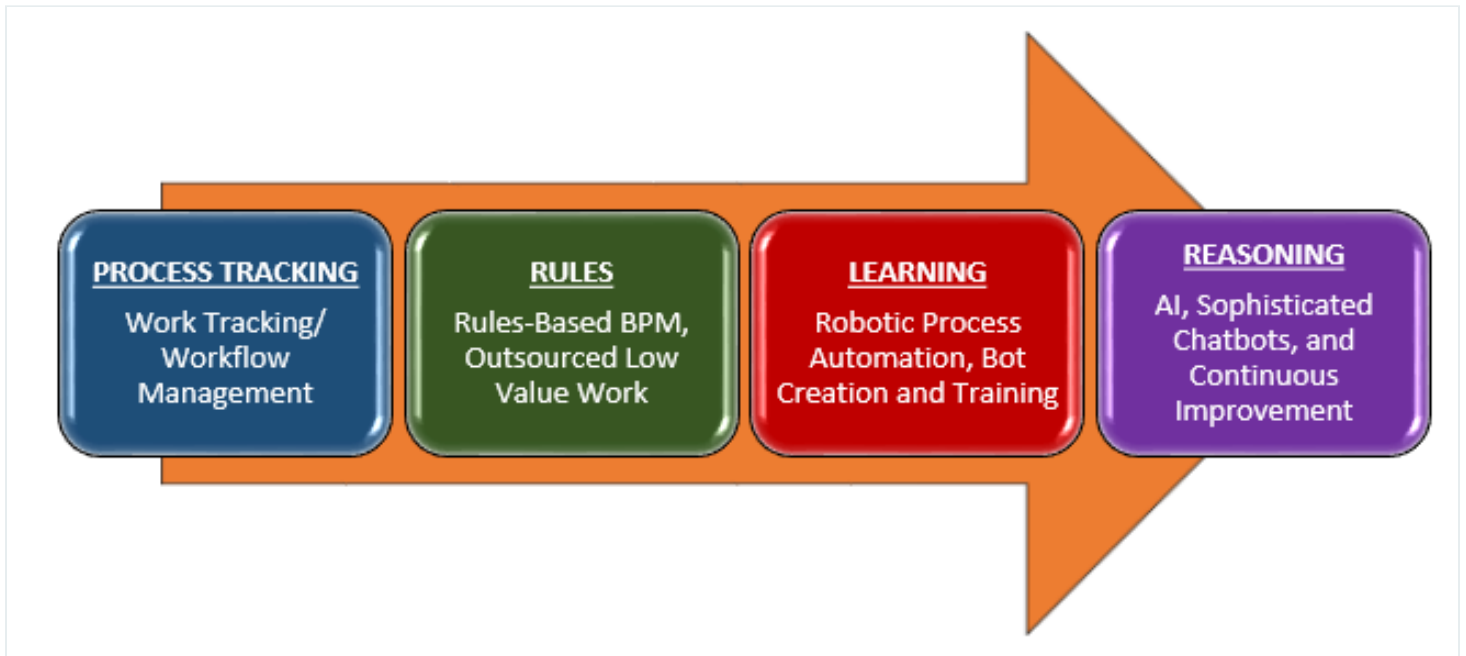 PROCESS TRACKING
Work Tracking/
Workflow
Management
RULES
Rules-Based BPM,
Outsourced Low
Value Work
LEARNING
Robotic Process
Automation, Bot
Creation and Training
REASONING
AI, Sophisticated
Chatbots, and
Continuous
Improvement